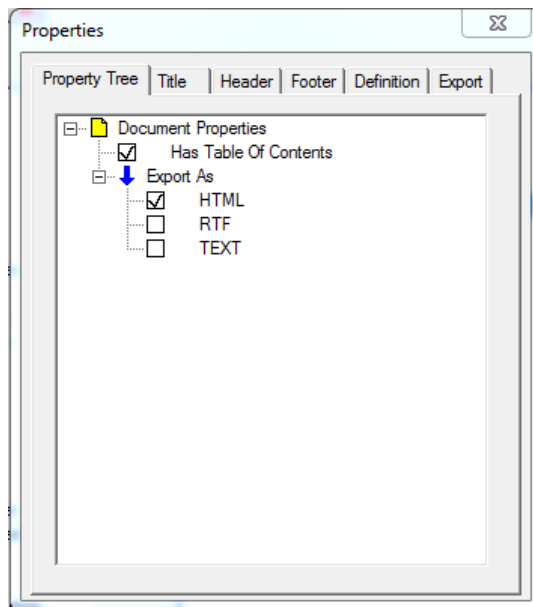 Properties
Property Tree Title Header Footer Definition Export
Document Properties
Has Table Of Contents
Export As
HTML
RTF
TEXT